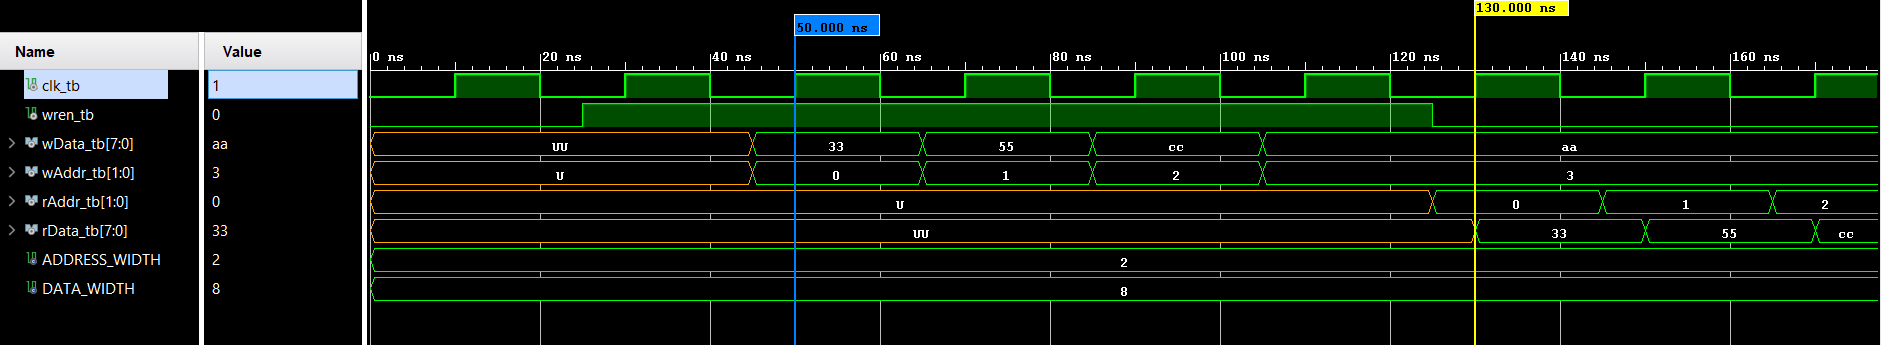 130.000 ns
50.000 ns
Name Value
0 ns 20 ns 40 ns 60 ns 80 ns 100 ns 120 ns 140 ns 160 ns
clk_tb 1
wren_tb 0
wData_tb[7:0] aa UU 33 55 cc aa
wAddr_tb[1:0] 3 U 0 1 2 3
rAddr_tb[1:0] 0 U 0 1 2
rData_tb[7:0] 33 UU 33 55 cc
ADDRESS_WIDTH 2 2
DATA_WIDTH 8 8